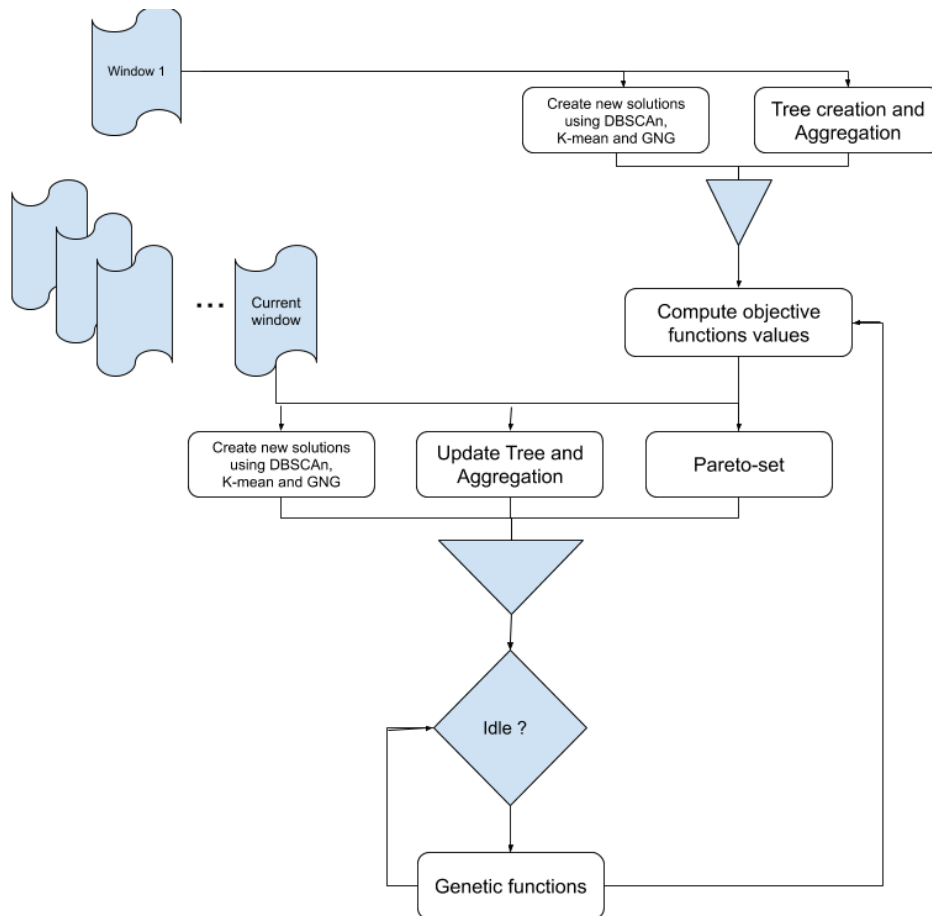 Window 1
Create new solutions
using DBSCAn,
K-mean and GNG
Tree creation and
Aggregation
...
Current
window
Compute objective
functions values
Create new solutions
using DBSCAn,
K-mean and GNG
Update Tree and
Aggregation
Pareto-set
Idle ?
Genetic functions